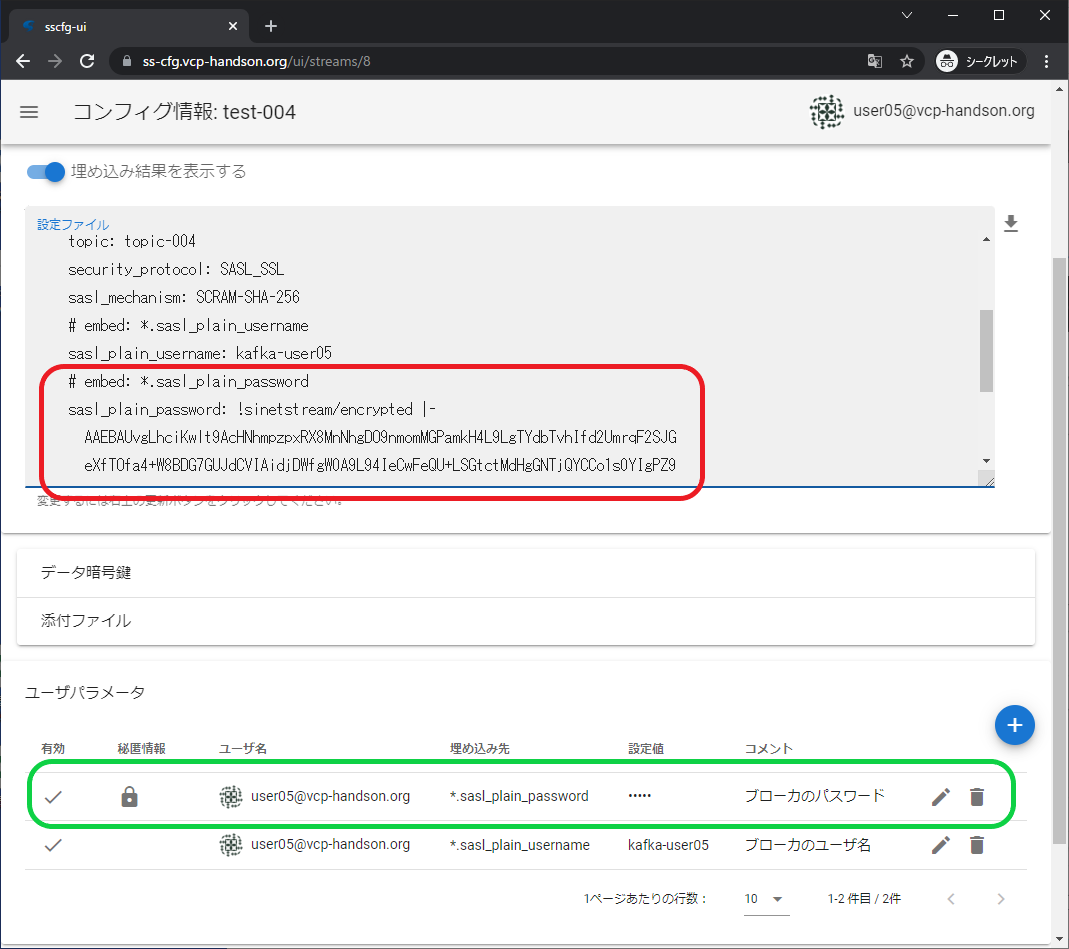 sscfg-ui
ss-cfg.vcp-handson.org/ui/streams/8
シークレット
コンフィグ情報: test-004
user05@vcp-handson.org
埋め込み結果を表示する
設定ファイル
topic: topic-004
security_protocol: SASL_SSL
sasl_mechanism: SCRAM-SHA-256
# embed: *.sasl_plain_username
sasl_plain_username: kafka-user05
# embed: *.sasl_plain_password
sasl_plain_password: !sinetstream/encrypted |-
AAEBAUvgLhciKwIt9AcHNhmpzpxRX8MnNhgDO9nmomMGPamkH4L9LgTYdbTvhIfd2UmrqF2SJG
eXfTOfa4+W8BDG7GUJdCVIAidjDWfgW0A9L94IeCwFeQU+LSGtctMdHgGNTjQYCCo1s0YIgPZ9
変更するには右上の更新ボタンをクリックしてください。
データ暗号鍵
添付ファイル
ユーザパラメータ
有効 秘匿情報 ユーザ名 埋め込み先 設定値 コメント
user05@vcp-handson.org *.sasl_plain_password ••••• ブローカのパスワード
user05@vcp-handson.org *.sasl_plain_username kafka-user05 ブローカのユーザ名
1ページあたりの行数： 10 1-2 件目 / 2件